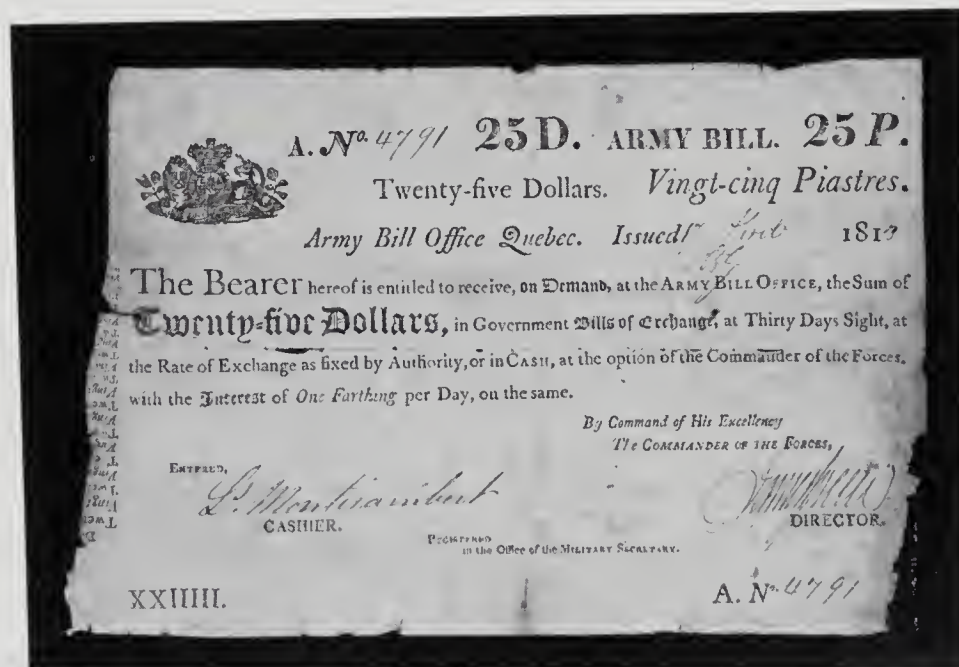 A. No. 4791 25 D. ARMY BILL. 25 P.
Twenty-five Dollars. Vingt-cinq Piastres.
Army Bill Office Quebec. Issued 181
The Bearer hereof is entitled to receive, on Demand, at the ARMY BILL OFFICE, the Sum of
Twenty-five Dollars, in Government Bills of Exchange, at Thirty Days Sight, at
the Rate of Exchange as fixed by Authority, or in CASH, at the option of the Commander of the Forces.
with the Interest of One Farthing per Day, on the same.
By Command of His Excellency
The COMMANDER OF THE FORCES,
ENTERED,
L. Montizambert
CASHIER.
DIRECTOR.
REGISTERED
in the Office of the MILITARY SECRETARY.
XXIIIII.
A. No. 4791